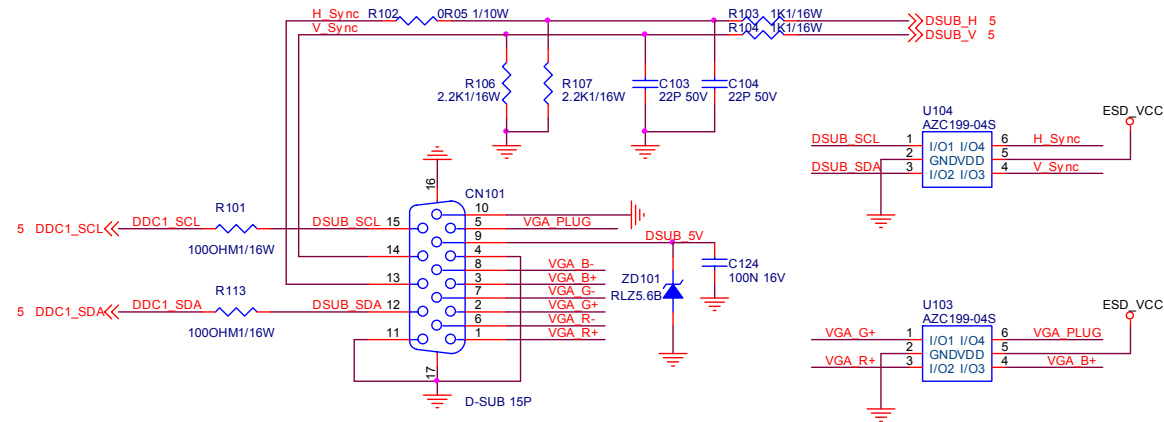 H_Sync R102 0R05 1/10W R103 1K1/16W DSUB_H 5
V_Sync R104 1K1/16W DSUB_V 5
R106 R107 C103 C104
2.2K1/16W 2.2K1/16W 22P 50V 22P 50V
U104 ESD_VCC
AZC199-04S
DSUB_SCL 1 I/O1 I/O4 6 H_Sync
2 GNDVDD 5
DSUB_SDA 3 I/O2 I/O3 4 V_Sync
16 CN101
10
R101
5 DDC1_SCL DDC1_SCL DSUB_SCL 15 5 VGA_PLUG
100OHM1/16W
9 DSUB_5V
14 4
C124
100N 16V
8 VGA_B-
13 3 VGA_B+
ZD101
RLZ5.6B
7 VGA_G-
R113
5 DDC1_SDA DDC1_SDA DSUB_SDA 12 2 VGA_G+
100OHM1/16W
6 VGA_R-
11 1 VGA_R+
17
D-SUB 15P
U103 ESD_VCC
AZC199-04S
VGA_G+ 1 I/O1 I/O4 6 VGA_PLUG
2 GNDVDD 5
VGA_R+ 3 I/O2 I/O3 4 VGA_B+